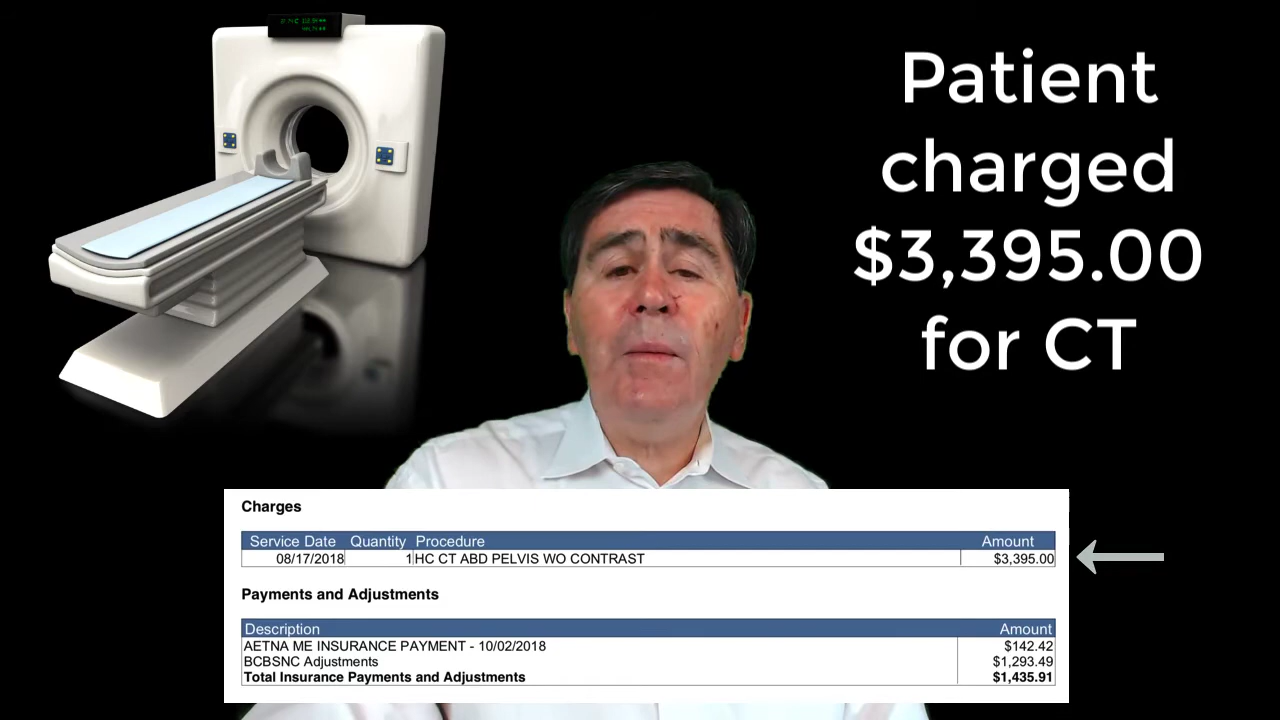 Patient
charged
$3,395.00
for CT
Charges
Service Date Quantity Procedure Amount
08/17/2018 1 HC CT ABD PELVIS WO CONTRAST $3,395.00
Payments and Adjustments
Description Amount
AETNA ME INSURANCE PAYMENT - 10/02/2018 $142.42
BCBSNC Adjustments $1,293.49
Total Insurance Payments and Adjustments $1,435.91